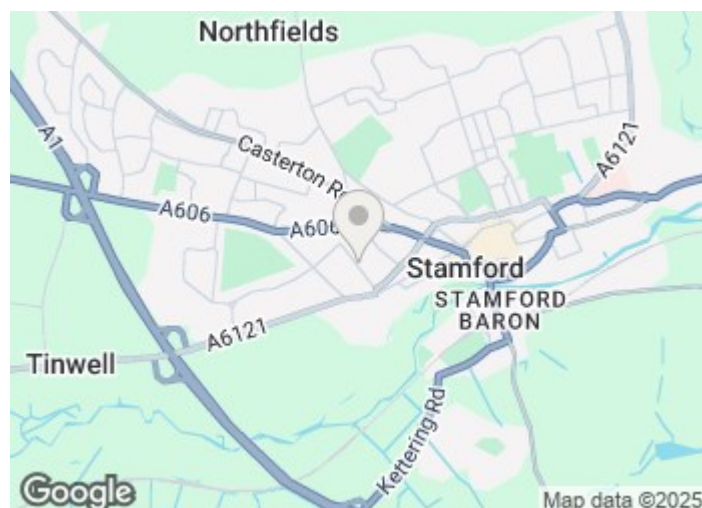 Northfields
A1
Casterton Rd
A6121
A606
A606
Stamford
STAMFORD
BARON
A6121
Tinwell
Kettering Rd
Google
Map data ©2025